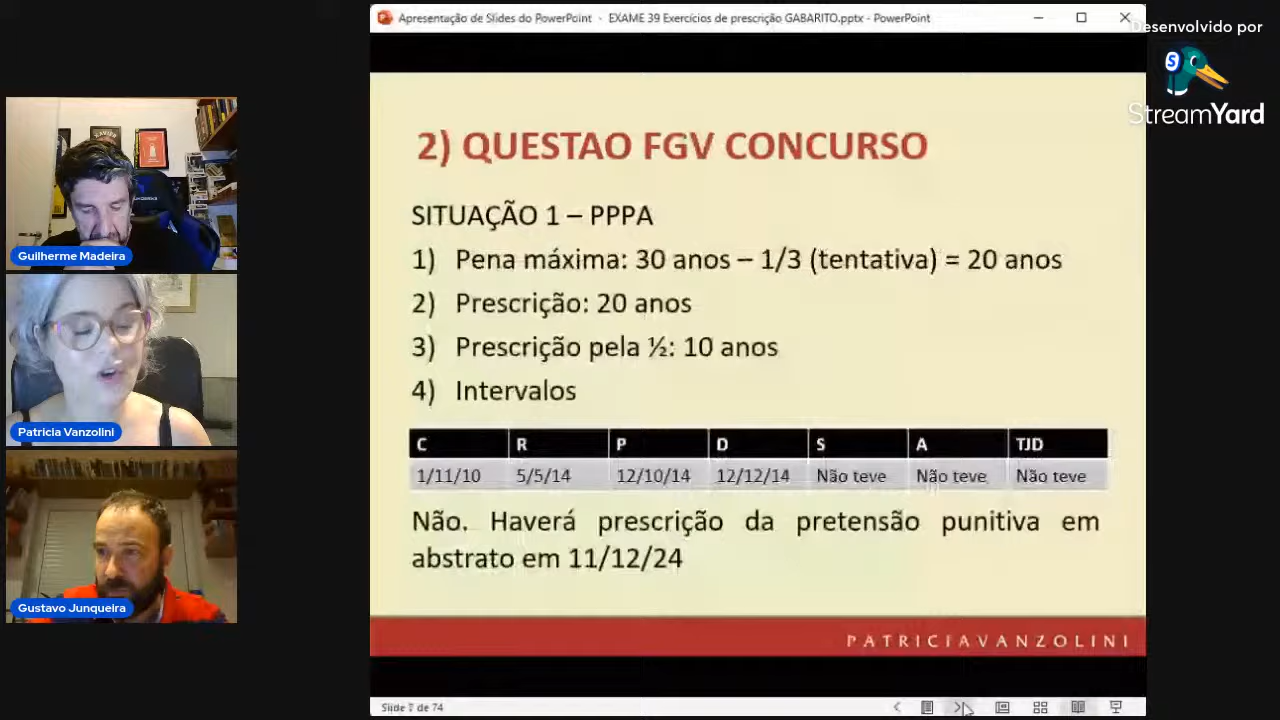 Apresentação de Slides do PowerPoint - EXAME 39 Exercícios de prescrição GABARITO.pptx - PowerPoint
Desenvolvido por
StreamYard
2) QUESTAO FGV CONCURSO
SITUAÇÃO 1 – PPPA
1) Pena máxima: 30 anos – 1/3 (tentativa) = 20 anos
2) Prescrição: 20 anos
3) Prescrição pela ½: 10 anos
4) Intervalos
C R P D S A TJD
1/11/10 5/5/14 12/10/14 12/12/14 Não teve Não teve Não teve
Não. Haverá prescrição da pretensão punitiva em
abstrato em 11/12/24
PATRICIAVANZOLINI
Guilherme Madeira
Patricia Vanzolini
Gustavo Junqueira
Slide 7 de 74